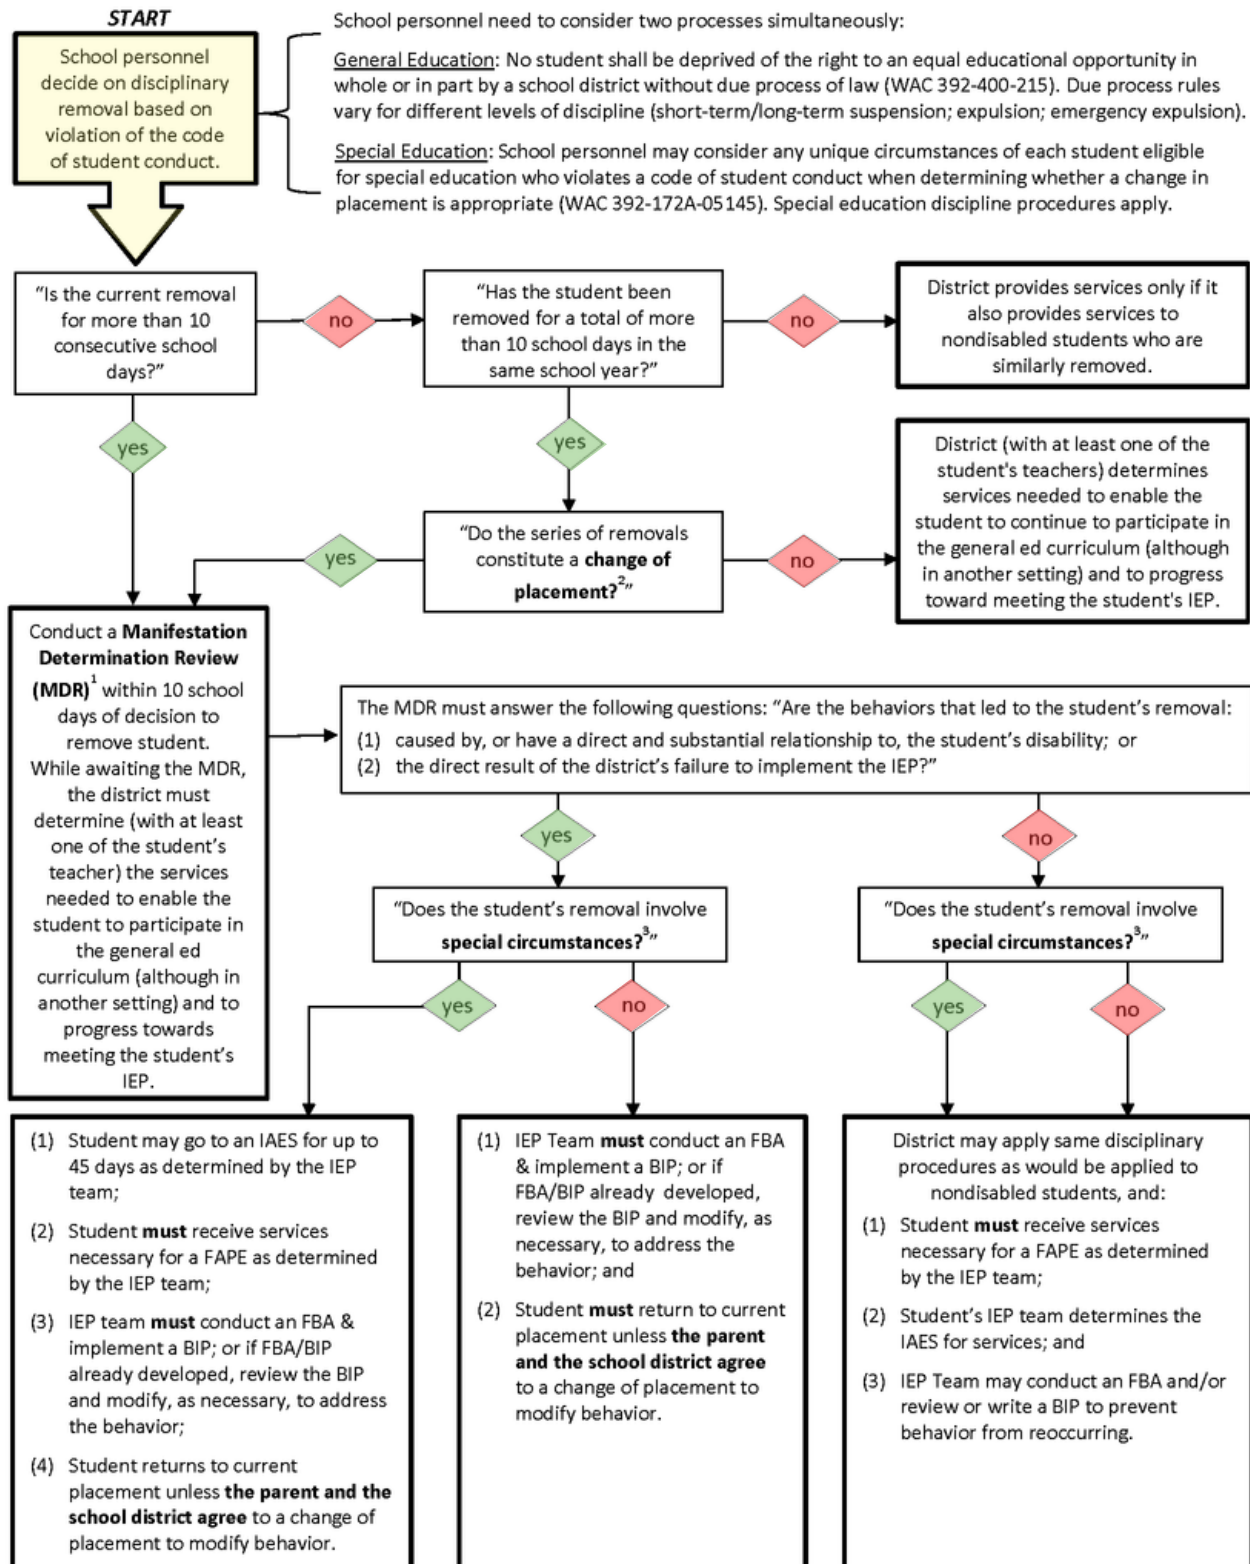 START
School personnel
decide on disciplinary
removal based on
violation of the code
of student conduct.
School personnel need to consider two processes simultaneously:
General Education: No student shall be deprived of the right to an equal educational opportunity in
whole or in part by a school district without due process of law (WAC 392-400-215). Due process rules
vary for different levels of discipline (short-term/long-term suspension; expulsion; emergency expulsion).
Special Education: School personnel may consider any unique circumstances of each student eligible
for special education who violates a code of student conduct when determining whether a change in
placement is appropriate (WAC 392-172A-05145). Special education discipline procedures apply.
“Is the current removal
for more than 10
consecutive school
days?”
no
“Has the student been
removed for a total of more
than 10 school days in the
same school year?”
no
District provides services only if it
also provides services to
nondisabled students who are
similarly removed.
yes
yes
“Do the series of removals
constitute a change of
placement?²”
yes
no
District (with at least one of the
student's teachers) determines
services needed to enable the
student to continue to participate in
the general ed curriculum (although
in another setting) and to progress
toward meeting the student's IEP.
Conduct a Manifestation
Determination Review
(MDR)¹ within 10 school
days of decision to
remove student.
While awaiting the MDR,
the district must
determine (with at least
one of the student’s
teacher) the services
needed to enable the
student to participate in
the general ed
curriculum (although in
another setting) and to
progress towards
meeting the student’s
IEP.
The MDR must answer the following questions: “Are the behaviors that led to the student’s removal:
(1) caused by, or have a direct and substantial relationship to, the student’s disability; or
(2) the direct result of the district’s failure to implement the IEP?”
yes
no
“Does the student’s removal involve
special circumstances?³”
“Does the student’s removal involve
special circumstances?³”
yes
no
yes
no
(1) Student may go to an IAES for up to
45 days as determined by the IEP
team;
(2) Student must receive services
necessary for a FAPE as determined
by the IEP team;
(3) IEP team must conduct an FBA &
implement a BIP; or if FBA/BIP
already developed, review the BIP
and modify, as necessary, to address
the behavior;
(4) Student returns to current
placement unless the parent and the
school district agree to a change of
placement to modify behavior.
(1) IEP Team must conduct an FBA
& implement a BIP; or if
FBA/BIP already developed,
review the BIP and modify, as
necessary, to address the
behavior; and
(2) Student must return to current
placement unless the parent
and the school district agree
to a change of placement to
modify behavior.
District may apply same disciplinary
procedures as would be applied to
nondisabled students, and:
(1) Student must receive services
necessary for a FAPE as determined
by the IEP team;
(2) Student’s IEP team determines the
IAES for services; and
(3) IEP Team may conduct an FBA and/or
review or write a BIP to prevent
behavior from reoccurring.